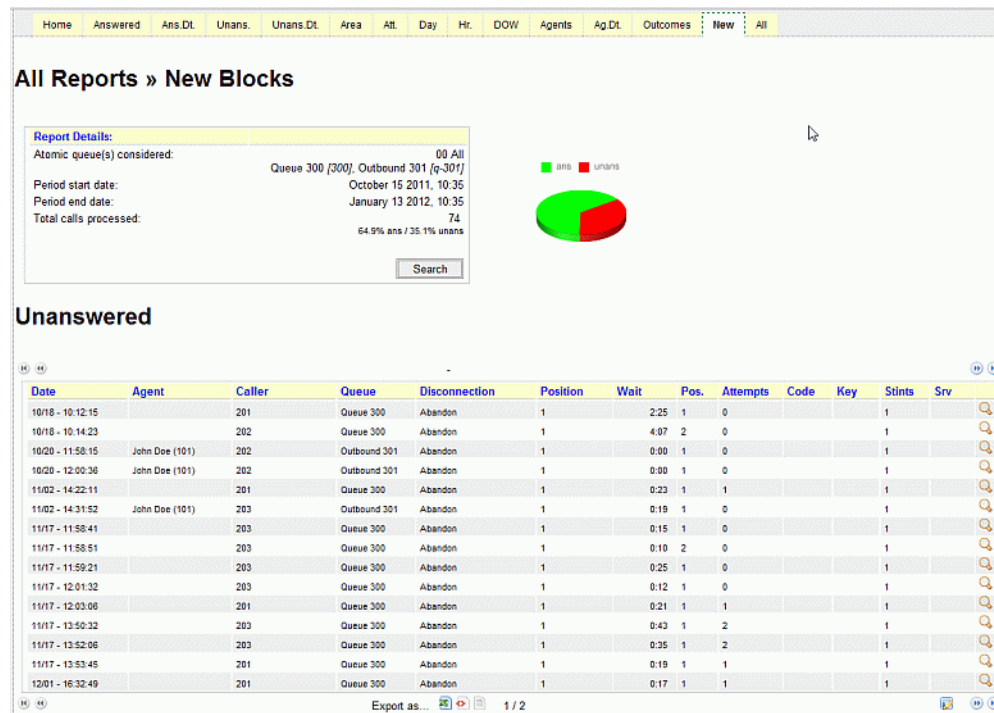 Home Answered Ans.Dt. Unans. Unans.Dt. Area Att. Day Hr. DOW Agents Ag.Dt. Outcomes New All
All Reports » New Blocks
Report Details:
Atomic queue(s) considered: 00 All
Queue 300 [300], Outbound 301 [q-301]
Period start date: October 15 2011, 10:35
Period end date: January 13 2012, 10:35
Total calls processed: 74
64.9% ans / 35.1% unans
Search
ans unans
Unanswered
-
Date Agent Caller Queue Disconnection Position Wait Pos. Attempts Code Key Stints Srv
10/18 - 10:12:15 201 Queue 300 Abandon 1 2:25 1 0 1
10/18 - 10:14:23 202 Queue 300 Abandon 1 4:07 2 0 1
10/20 - 11:58:15 John Doe (101) 202 Outbound 301 Abandon 1 0:00 1 0 1
10/20 - 12:00:36 John Doe (101) 202 Outbound 301 Abandon 1 0:00 1 0 1
11/02 - 14:22:11 201 Queue 300 Abandon 1 0:23 1 1 1
11/02 - 14:31:52 John Doe (101) 203 Outbound 301 Abandon 1 0:19 1 0 1
11/17 - 11:58:41 203 Queue 300 Abandon 1 0:15 1 0 1
11/17 - 11:58:51 203 Queue 300 Abandon 1 0:10 2 0 1
11/17 - 11:59:21 203 Queue 300 Abandon 1 0:25 1 0 1
11/17 - 12:01:32 203 Queue 300 Abandon 1 0:12 1 0 1
11/17 - 12:03:06 201 Queue 300 Abandon 1 0:21 1 1 1
11/17 - 13:50:32 203 Queue 300 Abandon 1 0:43 1 2 1
11/17 - 13:52:06 203 Queue 300 Abandon 1 0:35 1 2 1
11/17 - 13:53:45 201 Queue 300 Abandon 1 0:19 1 1 1
12/01 - 16:32:49 201 Queue 300 Abandon 1 0:17 1 1 1
Export as... 1 / 2